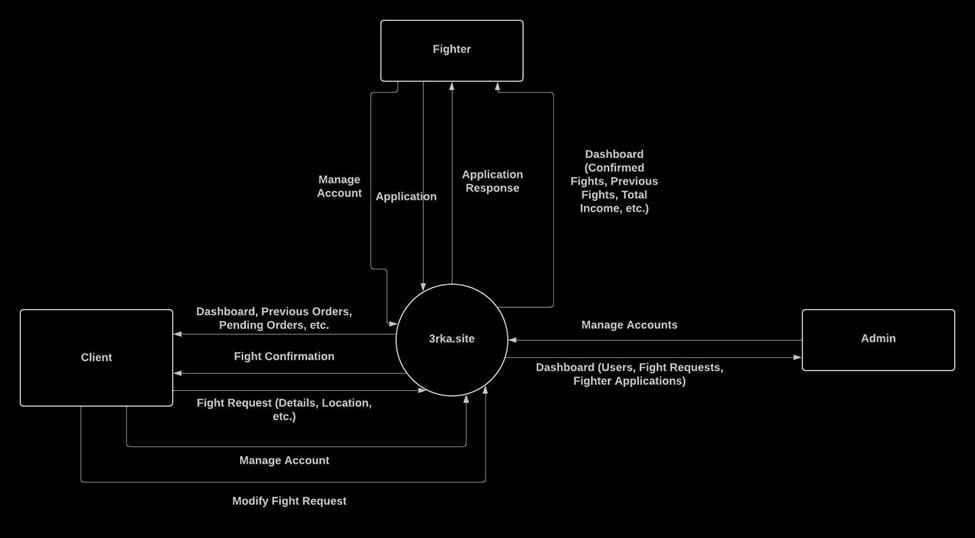 Fighter
Manage
Account
Application
Application
Response
Dashboard
(Confirmed
Fights, Previous
Fights, Total
Income, etc.)
Client
Dashboard, Previous Orders,
Pending Orders, etc.
Fight Confirmation
Fight Request (Details, Location,
etc.)
Manage Account
Modify Fight Request
3rka.site
Manage Accounts
Dashboard (Users, Fight Requests,
Fighter Applications)
Admin